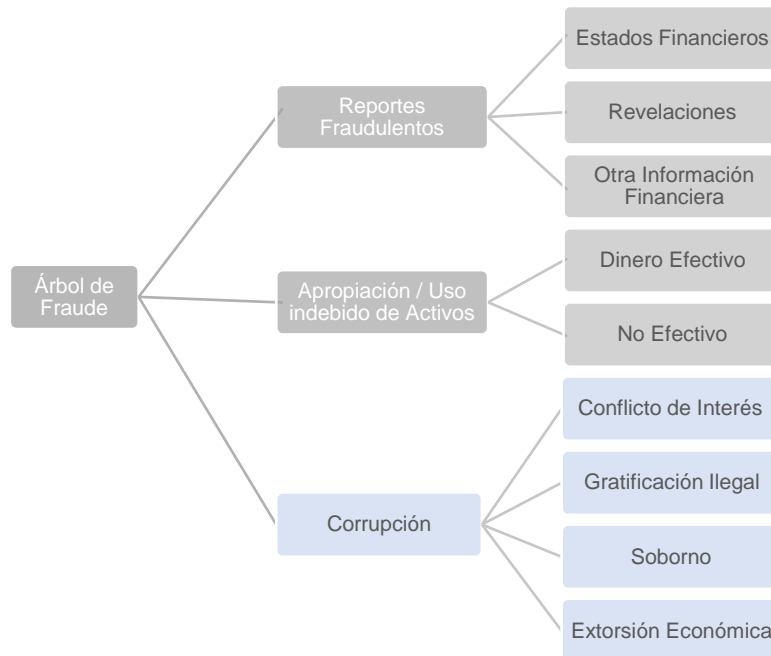 Árbol de
Fraude
Reportes
Fraudulentos
Estados Financieros
Revelaciones
Otra Información
Financiera
Apropiación / Uso
indebido de Activos
Dinero Efectivo
No Efectivo
Corrupción
Conflicto de Interés
Gratificación Ilegal
Soborno
Extorsión Económica